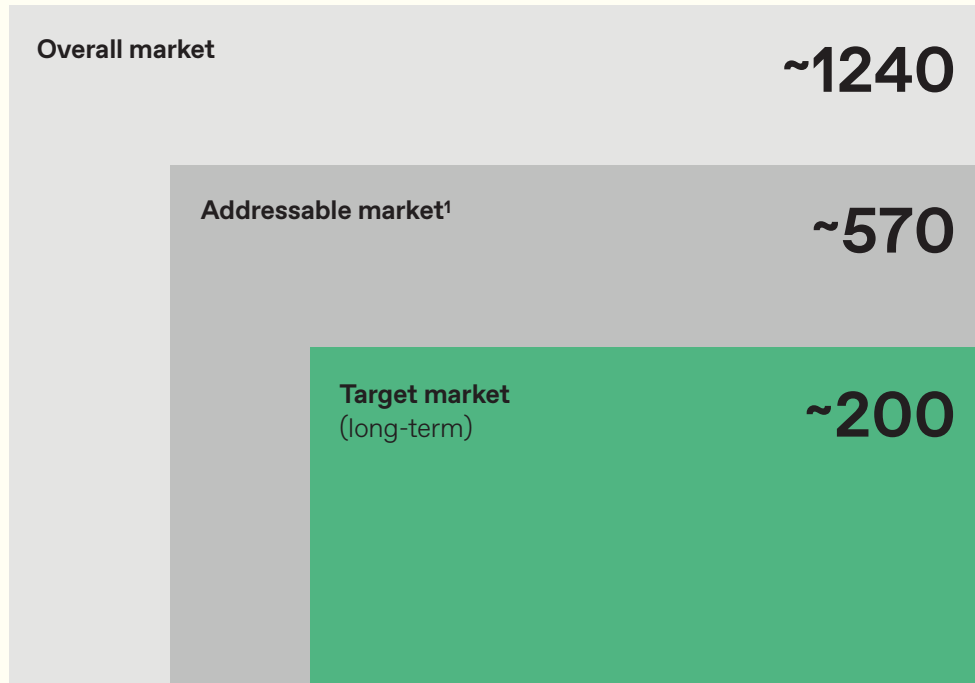 Overall market
~1240
Addressable market¹
~570
Target market
(long-term)
~200